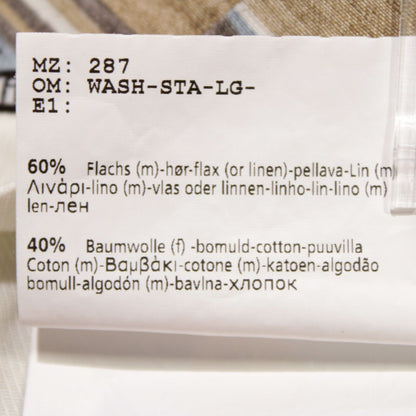 MZ: 287
OM: WASH-STA-LG-
E1:
60% Flachs (m)-hør-flax (or linen)-pellava-Lin (m)
Λινάρι-lino (m)-vlas oder linnen-linho-lin-lino (m)
len-лён
40% Baumwolle (f) -bomuld-cotton-puuvilla
Coton (m)-Βαμβάκι-cotone (m)-katoen-algodão
bomull-algodón (m)-bavlna-хлопок